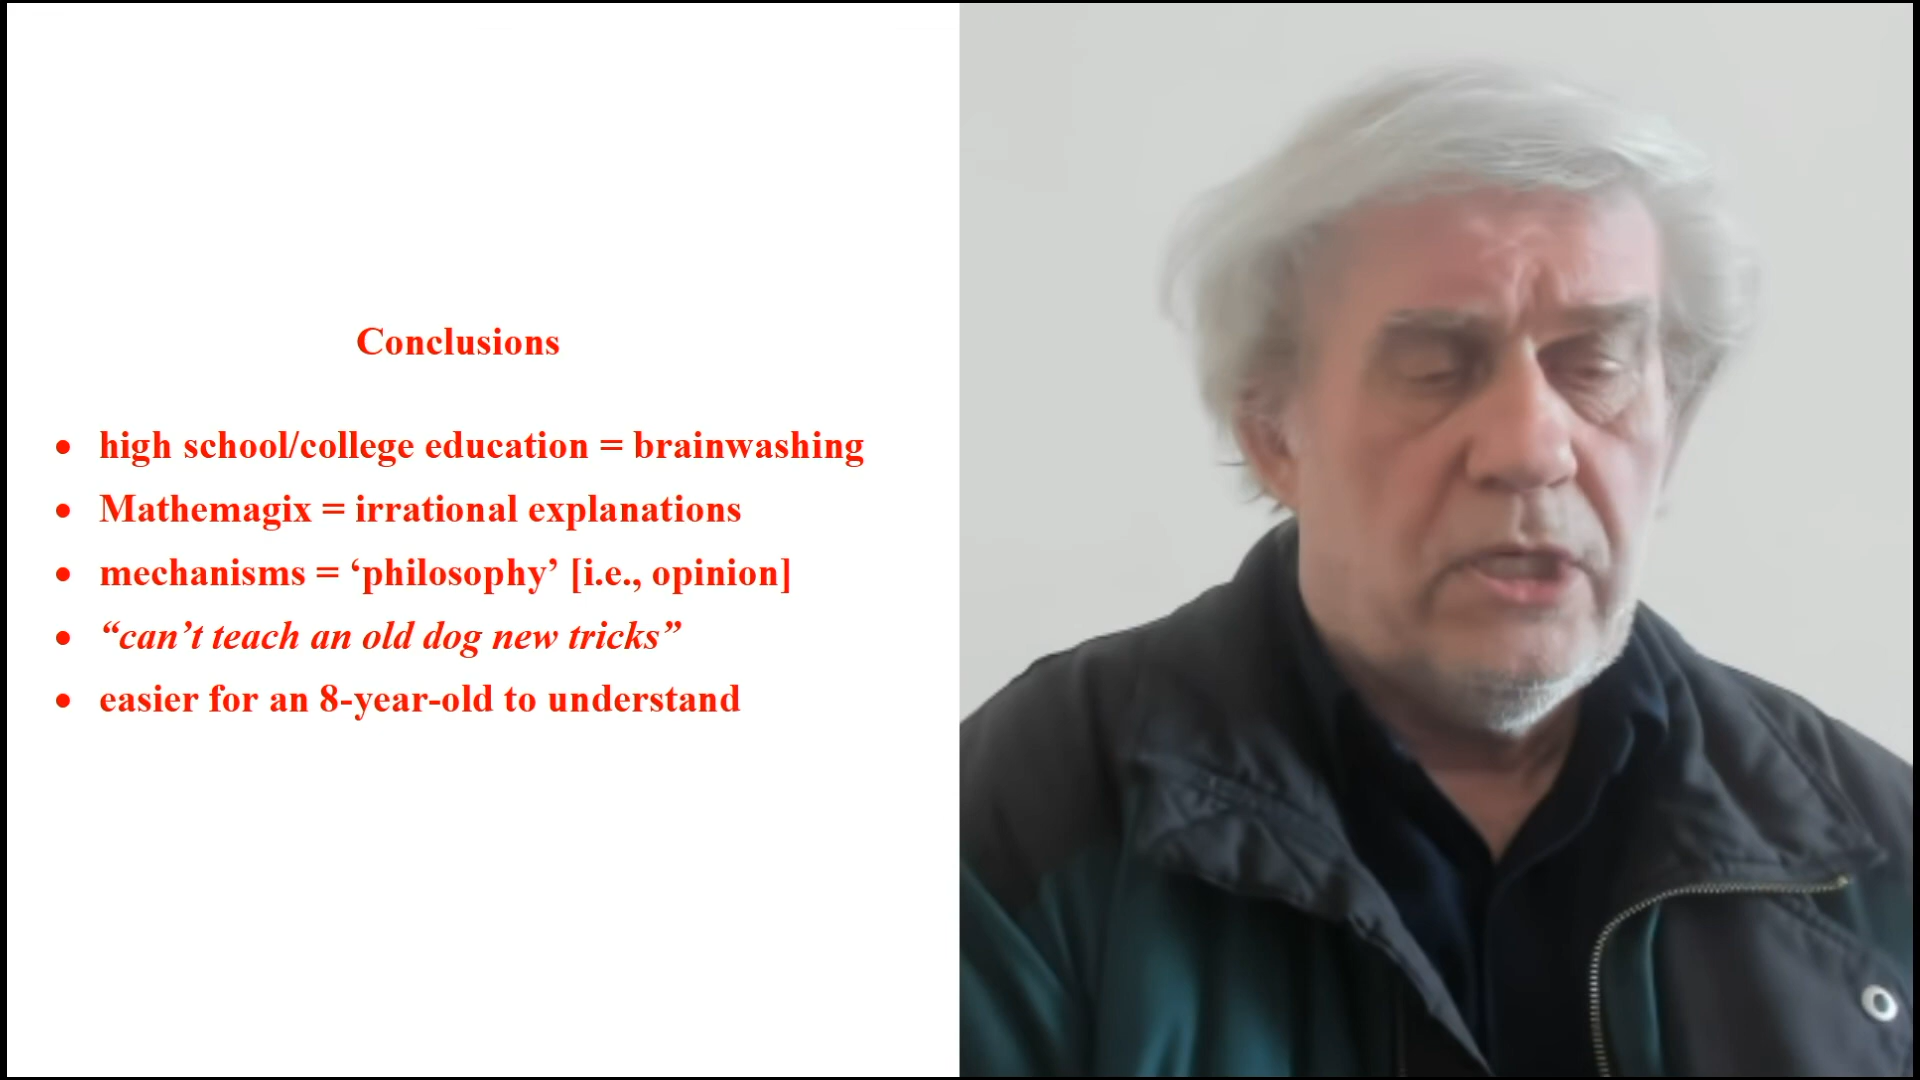 Conclusions
• high school/college education = brainwashing
• Mathemagix = irrational explanations
• mechanisms = ‘philosophy’ [i.e., opinion]
• “can’t teach an old dog new tricks”
• easier for an 8-year-old to understand